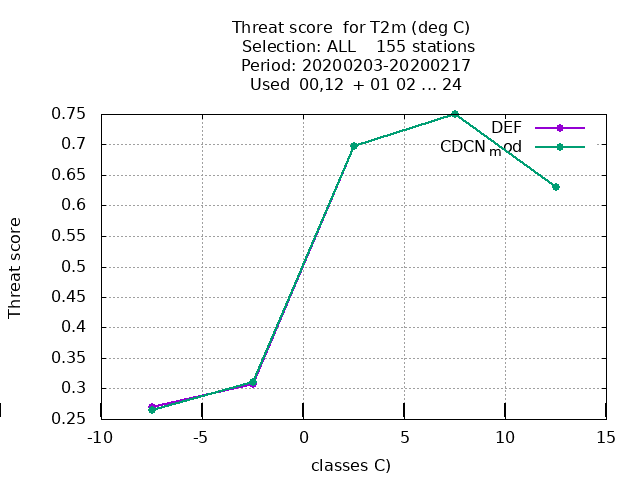 Threat score for T2m (deg C)
Selection: ALL 155 stations
Period: 20200203-20200217
Used 00,12 + 01 02 ... 24
DEF
CDCN m od
Threat score
0.75
0.7
0.65
0.6
0.55
0.5
0.45
0.4
0.35
0.3
0.25
-10 -5 0 5 10 15
classes C)